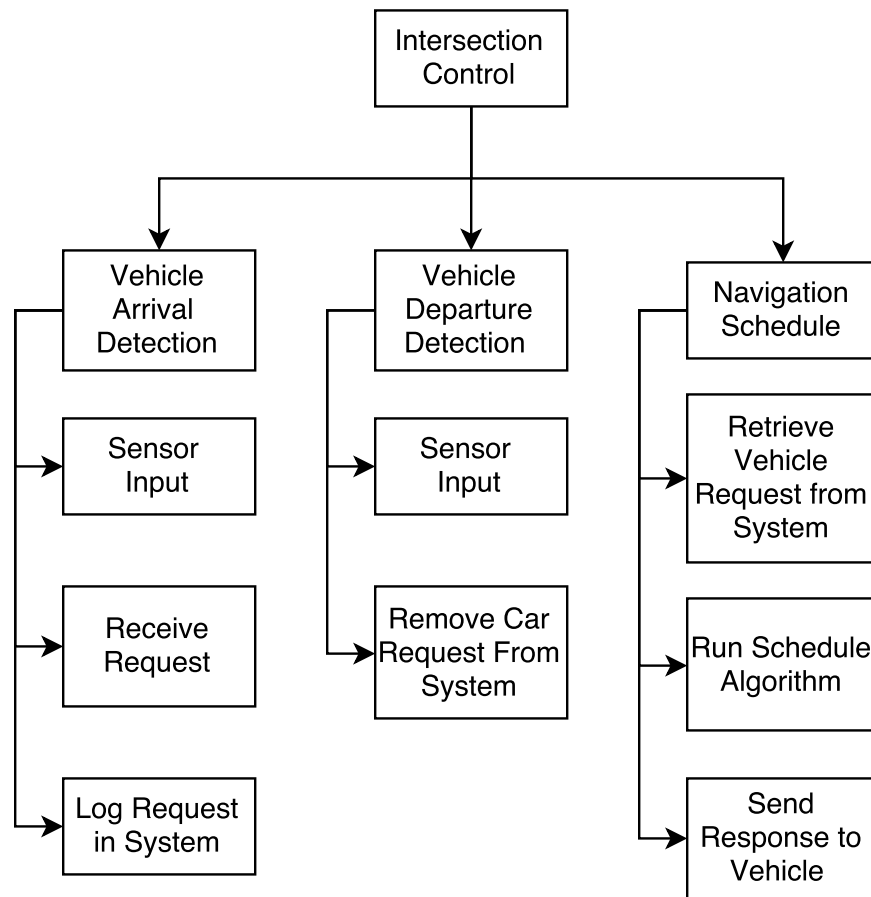 Intersection
Control
Vehicle
Arrival
Detection
Vehicle
Departure
Detection
Navigation
Schedule
Sensor
Input
Sensor
Input
Retrieve
Vehicle
Request from
System
Receive
Request
Remove Car
Request From
System
Run Schedule
Algorithm
Log Request
in System
Send
Response to
Vehicle